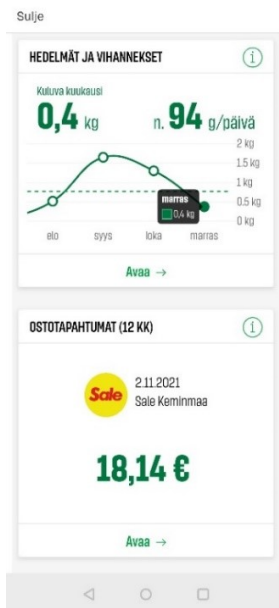 Sulje
HEDELMÄT JA VIHANNEKSET
i
Kuluva kuukausi
0,4 kg
n. 94 g/päivä
2 kg
1.5 kg
1 kg
0.5 kg
0 kg
marras
0,4 kg
elo
syys
loka
marras
Avaa →
OSTOTAPAHTUMAT (12 KK)
i
Sale
2.11.2021
Sale Keminmaa
18,14 €
Avaa →